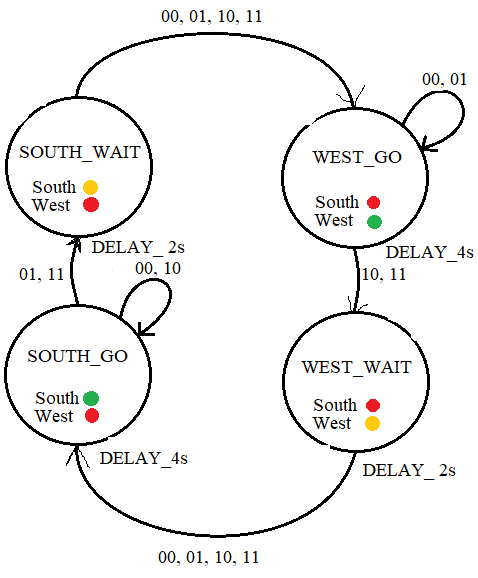 00, 01, 10, 11
00, 01
SOUTH_WAIT
South
West
DELAY_ 2s
WEST_GO
South
West
DELAY_4s
01, 11
00, 10
10, 11
SOUTH_GO
South
West
DELAY_4s
WEST_WAIT
South
West
DELAY_ 2s
00, 01, 10, 11